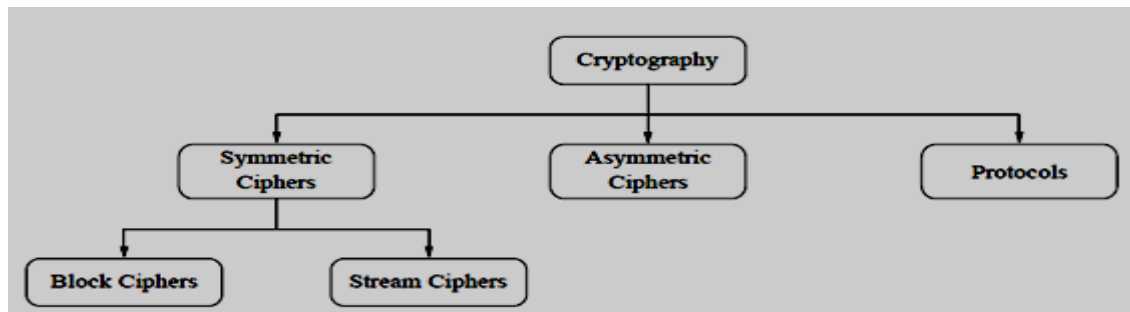 Cryptography
Symmetric
Ciphers
Asymmetric
Ciphers
Protocols
Block Ciphers
Stream Ciphers